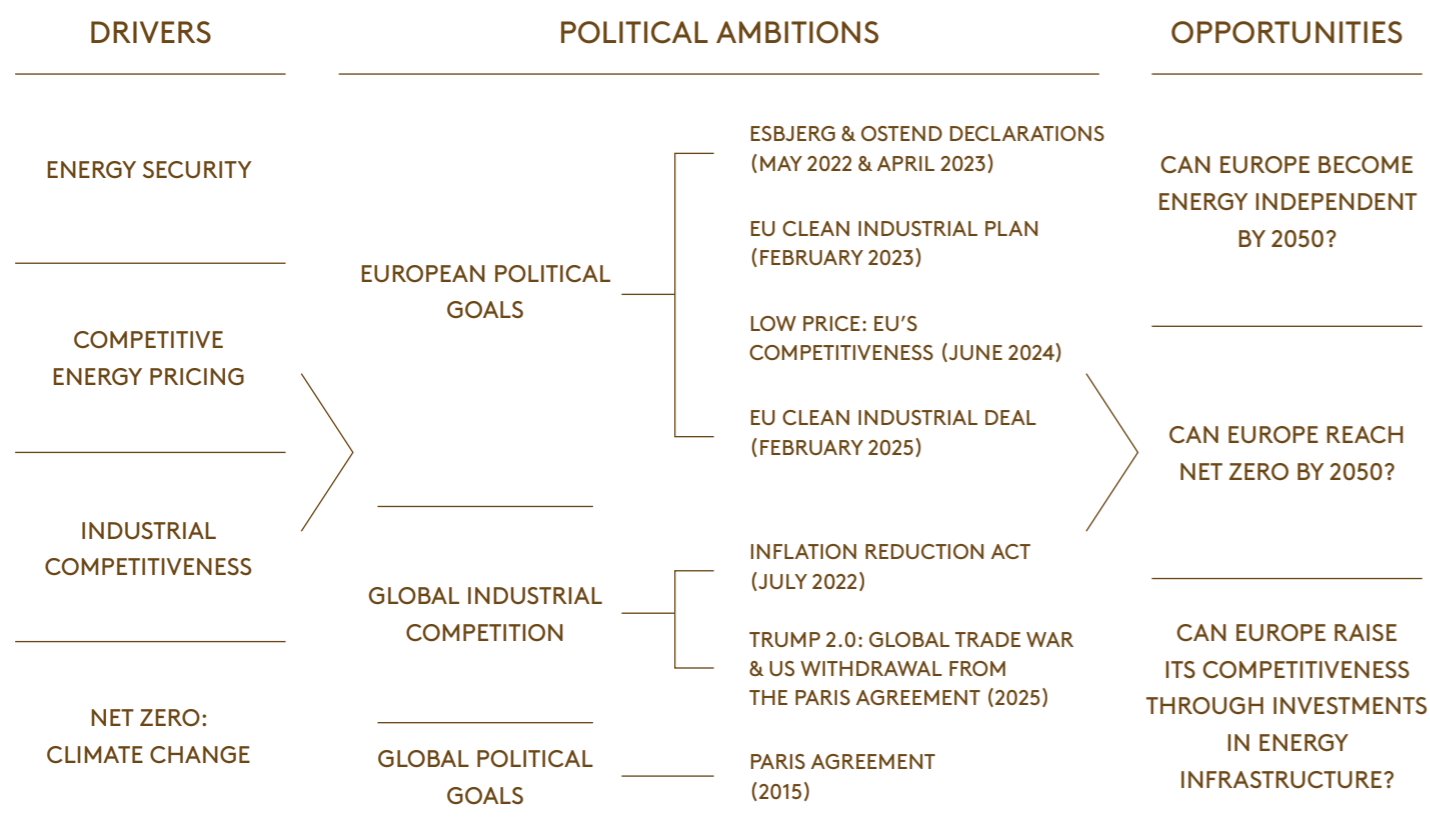 DRIVERS
ENERGY SECURITY
COMPETITIVE
ENERGY PRICING
INDUSTRIAL
COMPETITIVENESS
NET ZERO:
CLIMATE CHANGE
POLITICAL AMBITIONS
EUROPEAN POLITICAL
GOALS
ESBJERG & OSTEND DECLARATIONS
(MAY 2022 & APRIL 2023)
EU CLEAN INDUSTRIAL PLAN
(FEBRUARY 2023)
LOW PRICE: EU’S
COMPETITIVENESS (JUNE 2024)
EU CLEAN INDUSTRIAL DEAL
(FEBRUARY 2025)
GLOBAL INDUSTRIAL
COMPETITION
INFLATION REDUCTION ACT
(JULY 2022)
TRUMP 2.0: GLOBAL TRADE WAR
& US WITHDRAWAL FROM
THE PARIS AGREEMENT (2025)
GLOBAL POLITICAL
GOALS
PARIS AGREEMENT
(2015)
OPPORTUNITIES
CAN EUROPE BECOME
ENERGY INDEPENDENT
BY 2050?
CAN EUROPE REACH
NET ZERO BY 2050?
CAN EUROPE RAISE
ITS COMPETITIVENESS
THROUGH INVESTMENTS
IN ENERGY
INFRASTRUCTURE?